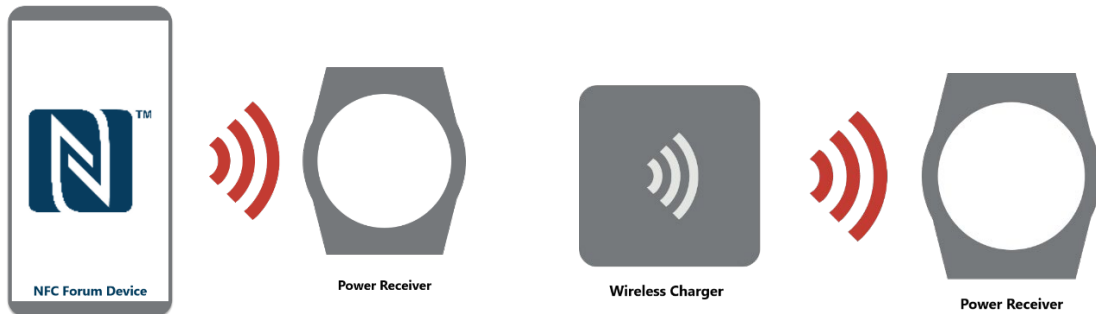 TM
NFC Forum Device
Power Receiver
Wireless Charger
Power Receiver